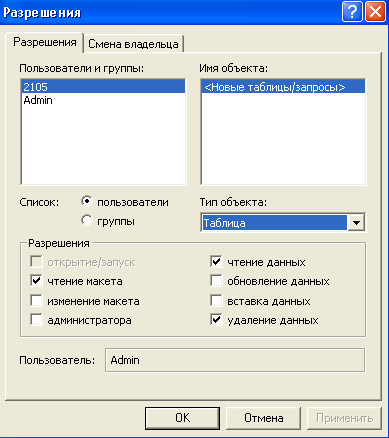 Разрешения
Разрешения
Смена владельца
Пользователи и группы:
2105
Admin
Имя объекта:
<Новые таблицы/запросы>
Список:
пользователи
группы
Тип объекта:
Таблица
Разрешения
открытие/запуск
чтение макета
изменение макета
администратора
чтение данных
обновление данных
вставка данных
удаление данных
Пользователь:
Admin
OK
Отмена
Применить